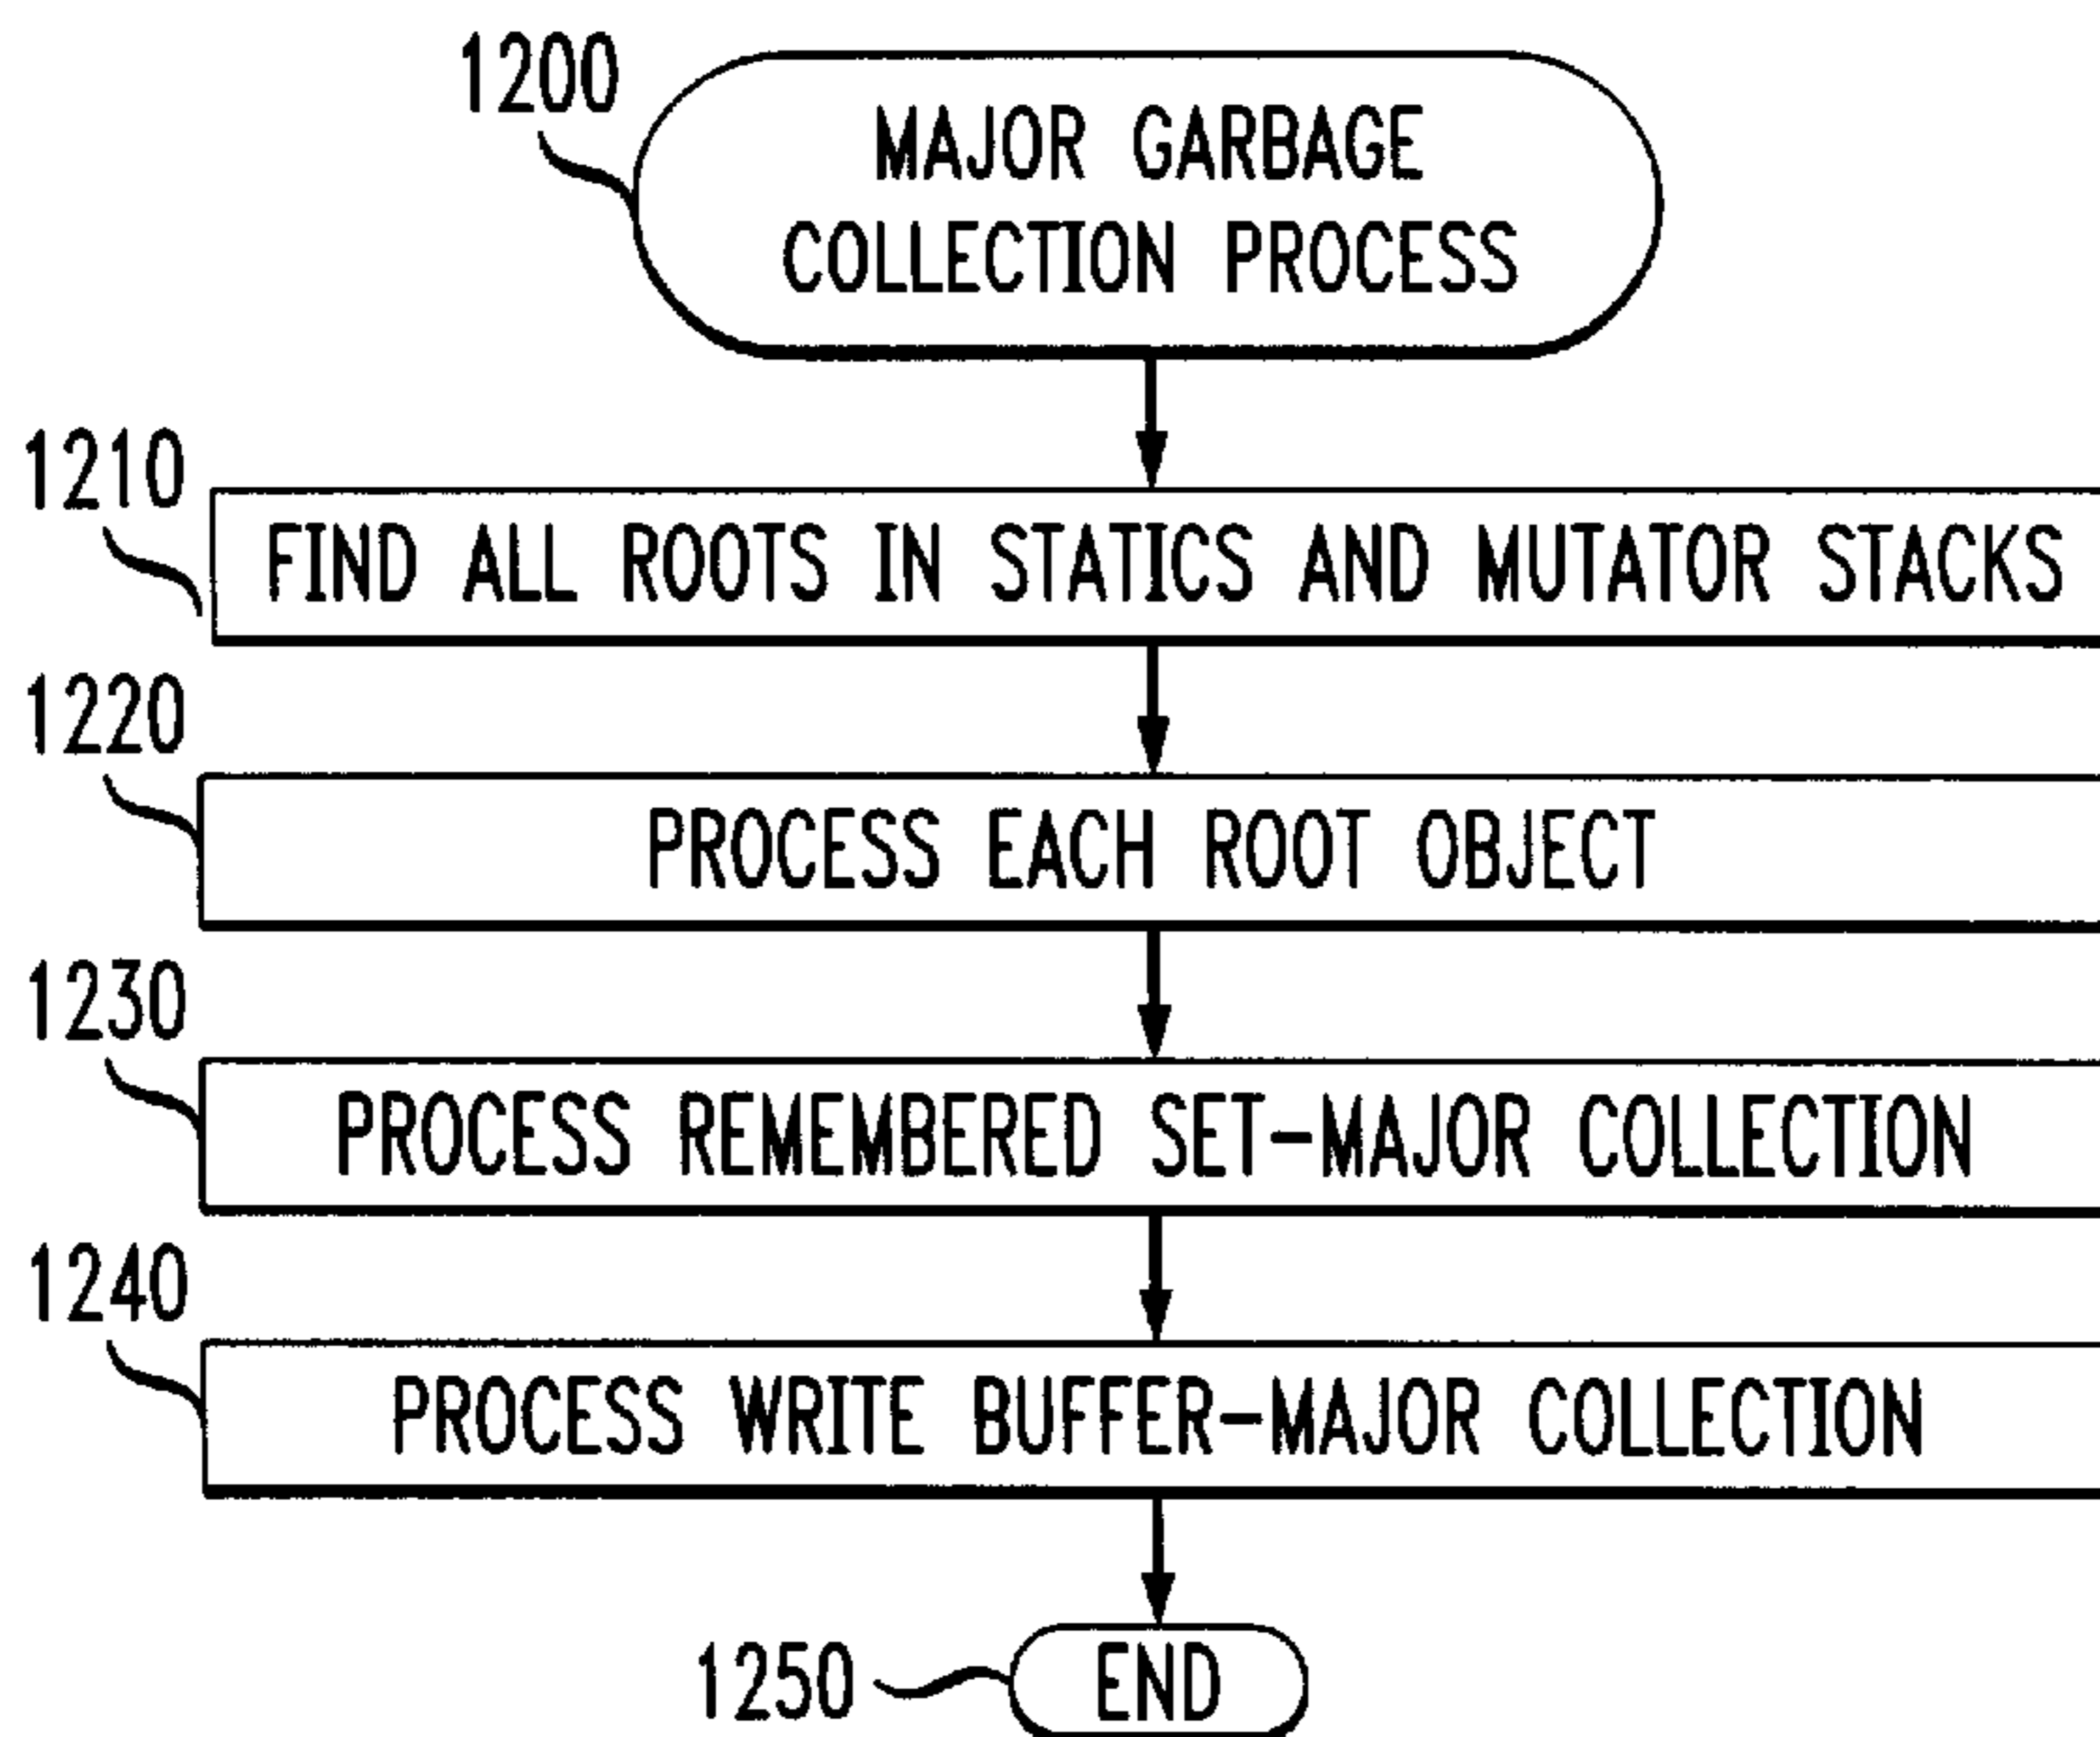 1200
MAJOR GARBAGE
COLLECTION PROCESS
1210
FIND ALL ROOTS IN STATICS AND MUTATOR STACKS
1220
PROCESS EACH ROOT OBJECT
1230
PROCESS REMEMBERED SET-MAJOR COLLECTION
1240
PROCESS WRITE BUFFER-MAJOR COLLECTION
1250
END